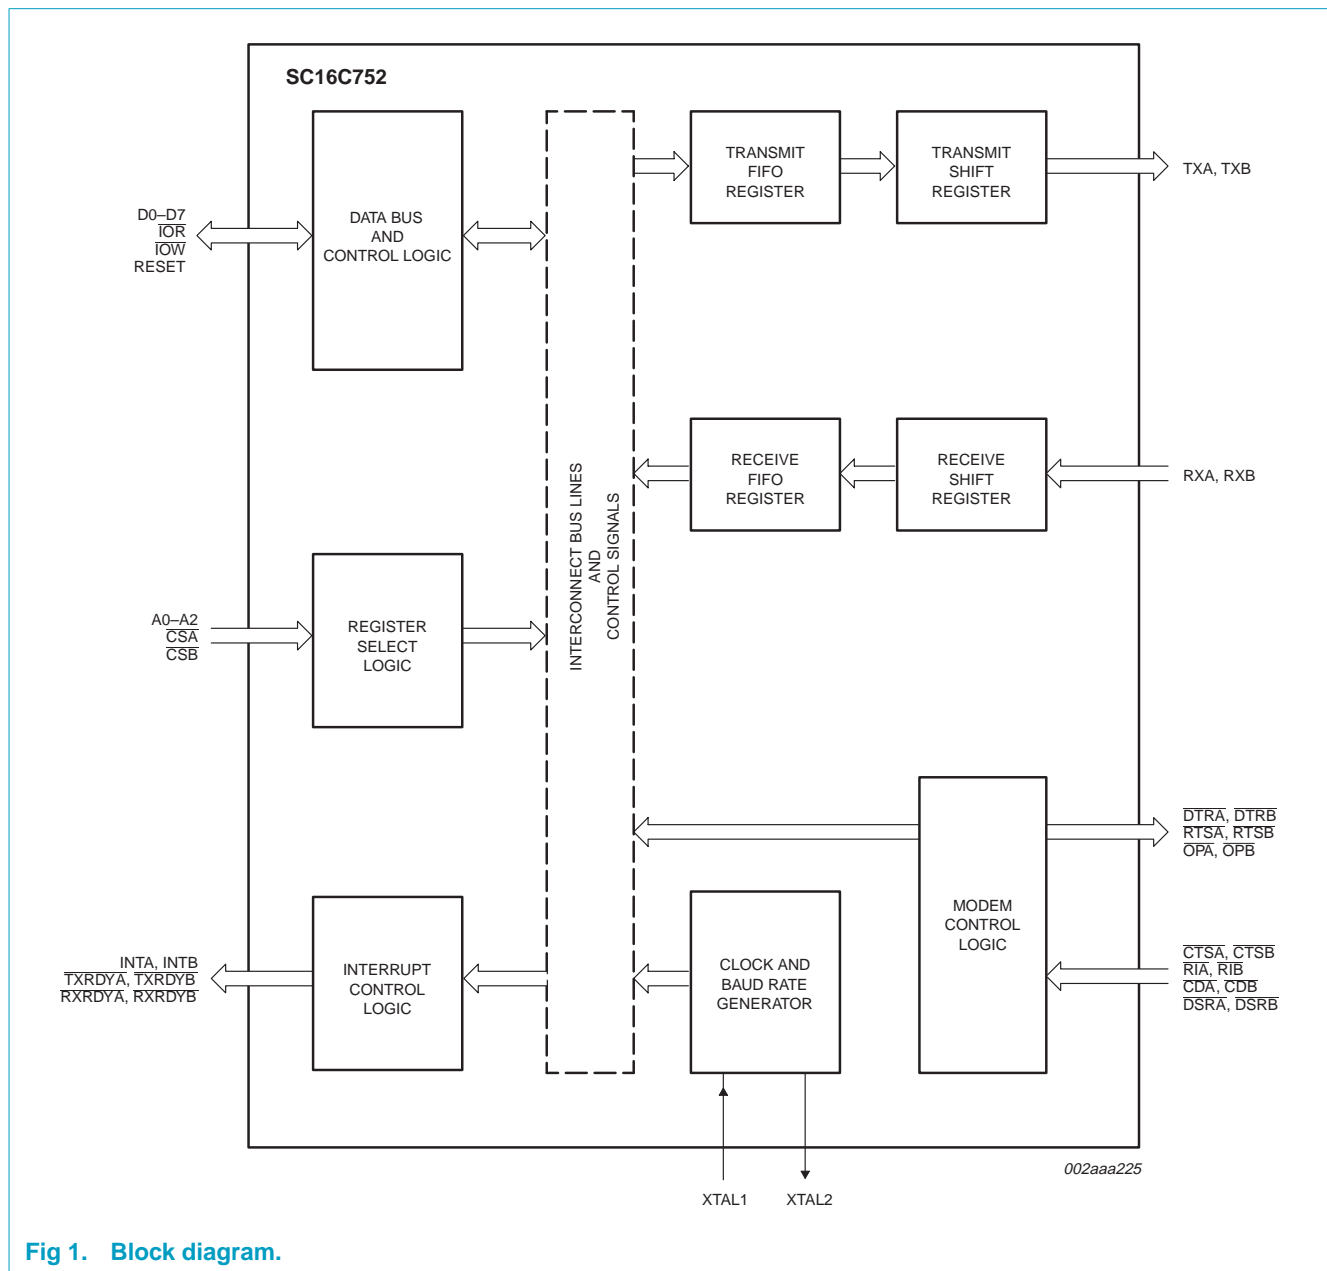 SC16C752
D0–D7
IOR
IOW
RESET
DATA BUS
AND
CONTROL LOGIC
TRANSMIT
FIFO
REGISTER
TRANSMIT
SHIFT
REGISTER
TXA, TXB
INTERCONNECT BUS LINES
AND
CONTROL SIGNALS
RECEIVE
FIFO
REGISTER
RECEIVE
SHIFT
REGISTER
RXA, RXB
A0–A2
CSA
CSB
REGISTER
SELECT
LOGIC
DTRA, DTRB
RTSA, RTSB
OPA, OPB
MODEM
CONTROL
LOGIC
CTSA, CTSB
RIA, RIB
CDA, CDB
DSRA, DSRB
INTA, INTB
TXRDYA, TXRDYB
RXRDYA, RXRDYB
INTERRUPT
CONTROL
LOGIC
CLOCK AND
BAUD RATE
GENERATOR
XTAL1
XTAL2
002aaa225
Fig 1. Block diagram.